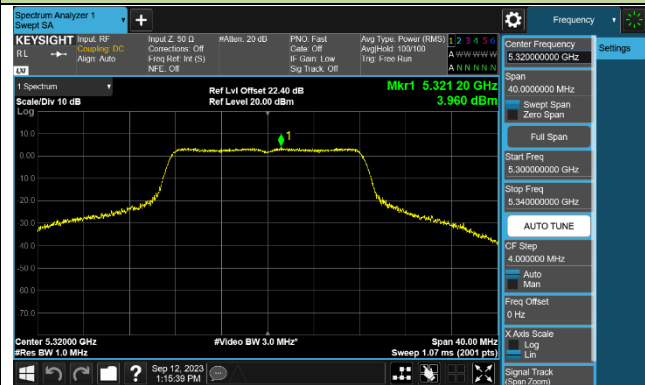 Spectrum Analyzer 1
Swept SA
+
Frequency
KEYSIGHT
RL
LXI
Input: RF
Coupling: DC
Align: Auto
Input Z: 50 Ω
Corrections: Off
Freq Ref: Int (S)
NFE: Off
#Atten: 20 dB
PNO: Fast
Gate: Off
IF Gain: Low
Sig Track: Off
Avg Type: Power (RMS)
Avg|Hold: 100/100
Trig: Free Run
1 2 3 4 5 6
A W W W W W
A N N N N N
1 Spectrum
Scale/Div 10 dB
Log
Ref Lvl Offset 22.40 dB
Ref Level 20.00 dBm
Mkr1 5.321 20 GHz
3.960 dBm
1
10.0
0.00
-10.0
-20.0
-30.0
-40.0
-50.0
-60.0
-70.0
Center 5.32000 GHz
#Res BW 1.0 MHz
#Video BW 3.0 MHz*
Span 40.00 MHz
Sweep 1.07 ms (2001 pts)
Center Frequency
5.320000000 GHz
Span
40.0000000 MHz
Swept Span
Zero Span
Full Span
Start Freq
5.300000000 GHz
Stop Freq
5.340000000 GHz
AUTO TUNE
CF Step
4.000000 MHz
Auto
Man
Freq Offset
0 Hz
X Axis Scale
Log
Lin
Signal Track
(Span Zoom)
Settings
?
Sep 12, 2023
1:15:39 PM